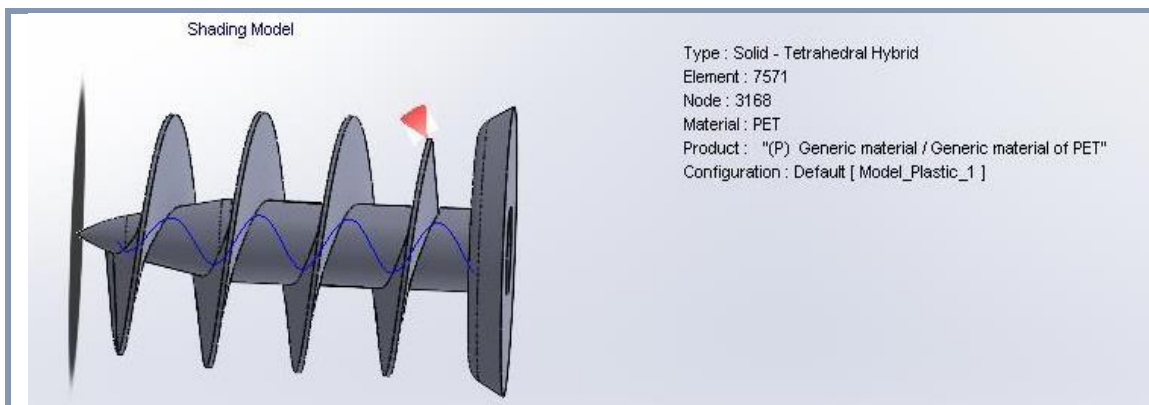 Shading Model
Type : Solid - Tetrahedral Hybrid
Element : 7571
Node : 3168
Material : PET
Product :   "(P)  Generic material / Generic material of PET"
Configuration : Default [ Model_Plastic_1 ]